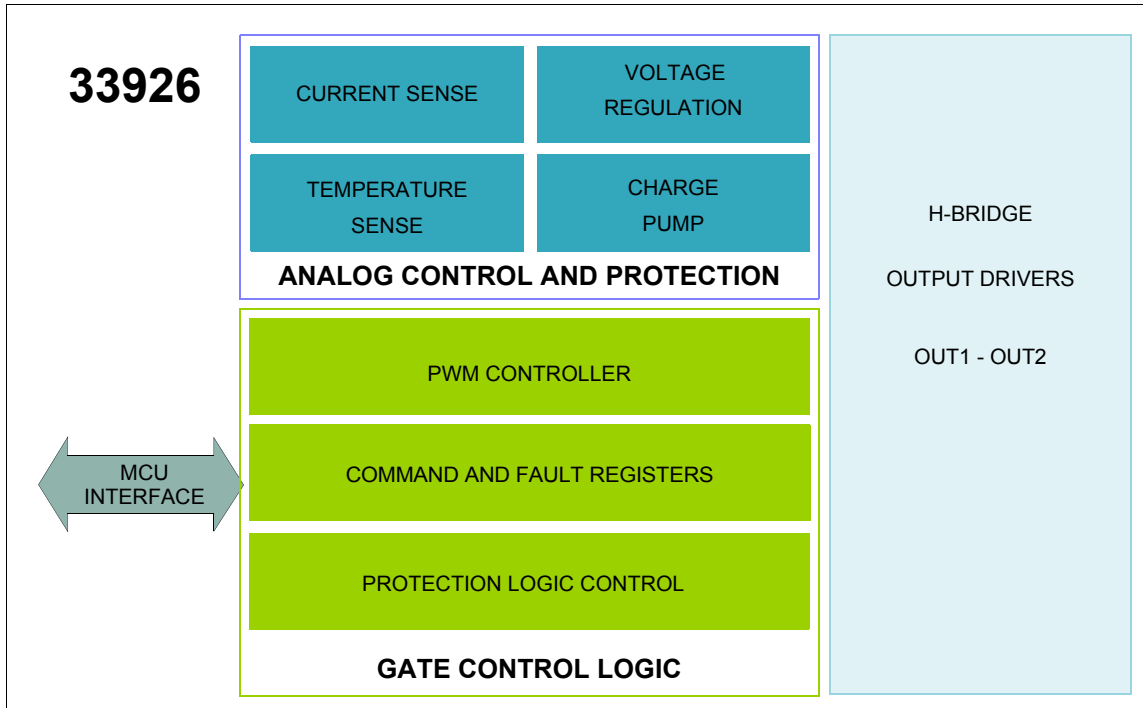 33926
CURRENT SENSE
VOLTAGE
REGULATION
TEMPERATURE
SENSE
CHARGE
PUMP
ANALOG CONTROL AND PROTECTION
PWM CONTROLLER
COMMAND AND FAULT REGISTERS
PROTECTION LOGIC CONTROL
GATE CONTROL LOGIC
MCU
INTERFACE
H-BRIDGE
OUTPUT DRIVERS
OUT1 - OUT2